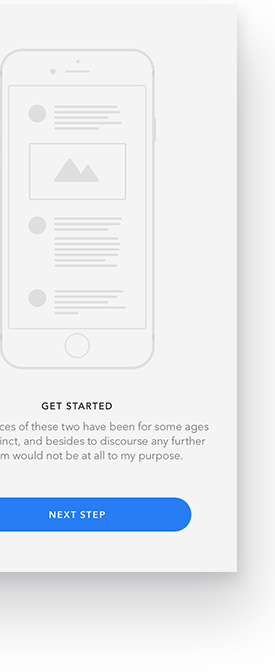 GET STARTED
ces of these two have been for some ages
inct, and besides to discourse any further
m would not be at all to my purpose.
NEXT STEP